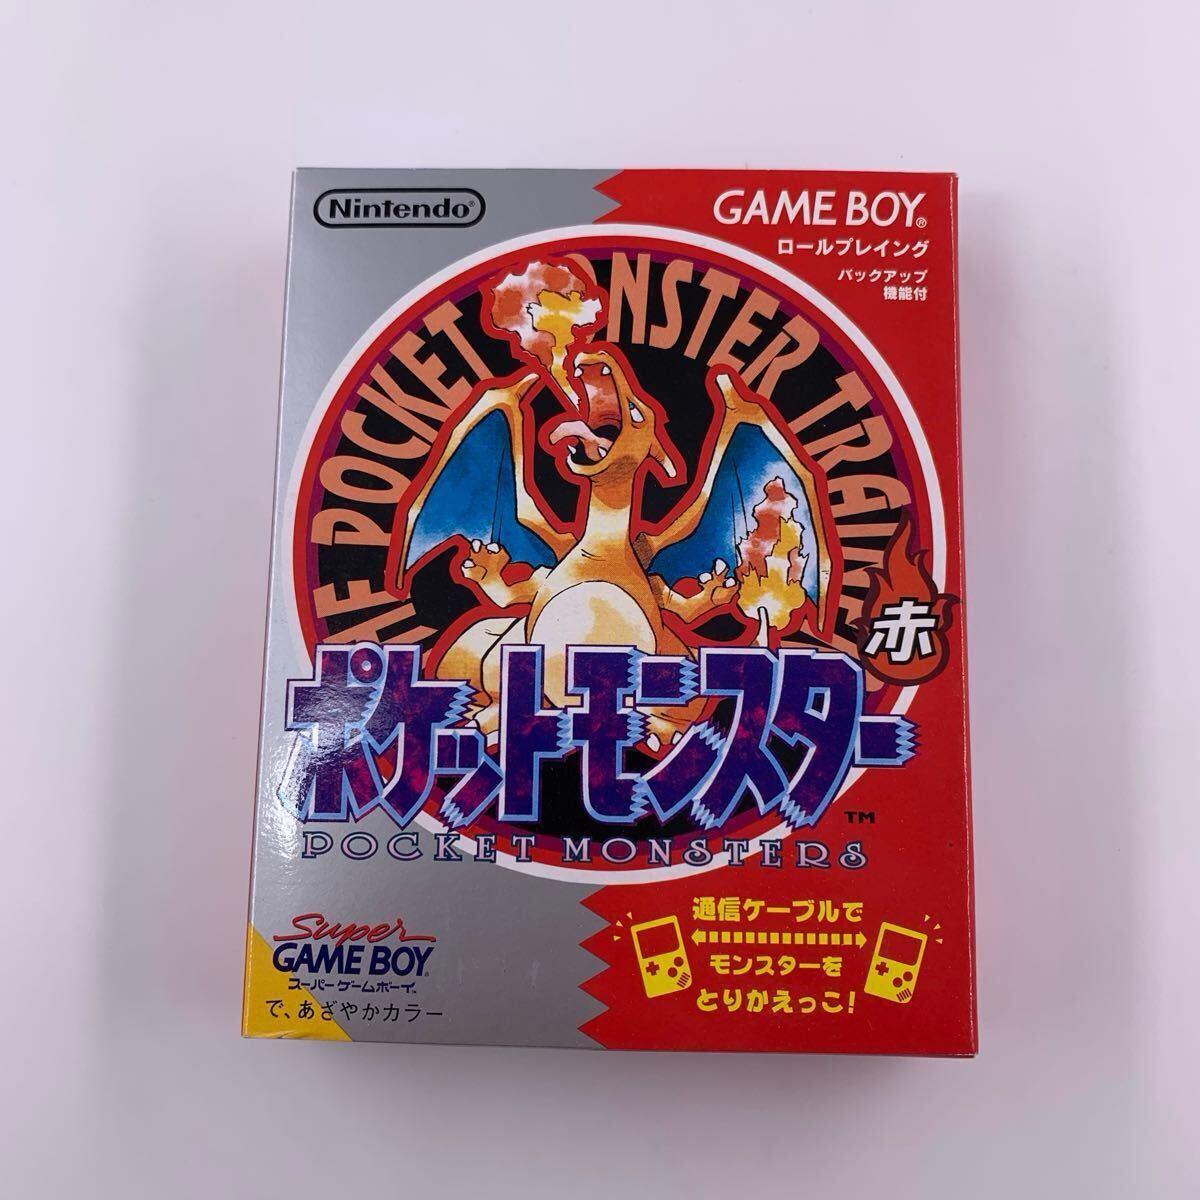 Nintendo®
GAME BOY®
ロールプレイング
バックアップ
機能付
THE POCKET MONSTER TRAINER
赤
ポケットモンスター
TM
POCKET MONSTERS
通信ケーブルで
モンスターを
とりかえっこ!
Super
GAME BOY®
スーパーゲームボーイ™
で、あざやかカラー